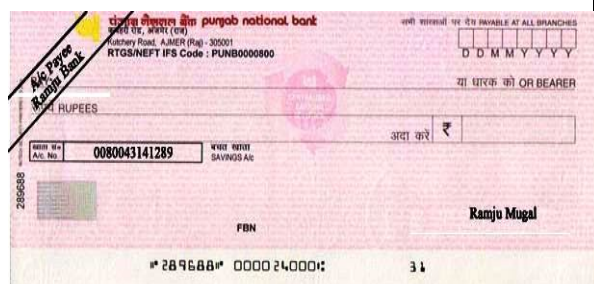 पंजाब नैशनल बैंक punjab national bank
सभी शाखाओं पर देय PAYABLE AT ALL BRANCHES
कचहरी रोड, अजमेर (राज)
Kutchery Road, AJMER (Raj) - 305001
RTGS/NEFT IFS Code : PUNB0000800
D D M M Y Y Y Y
A/c Payee
Ramju Bank
या धारक को OR BEARER
RUPEES
अदा करें ₹
खाता सं०
A/c. No. 0080043141289
बचत खाता
SAVINGS A/c
289688
Ramju Mugal
FBN
⑈289688⑈ 000024000⑆ 31